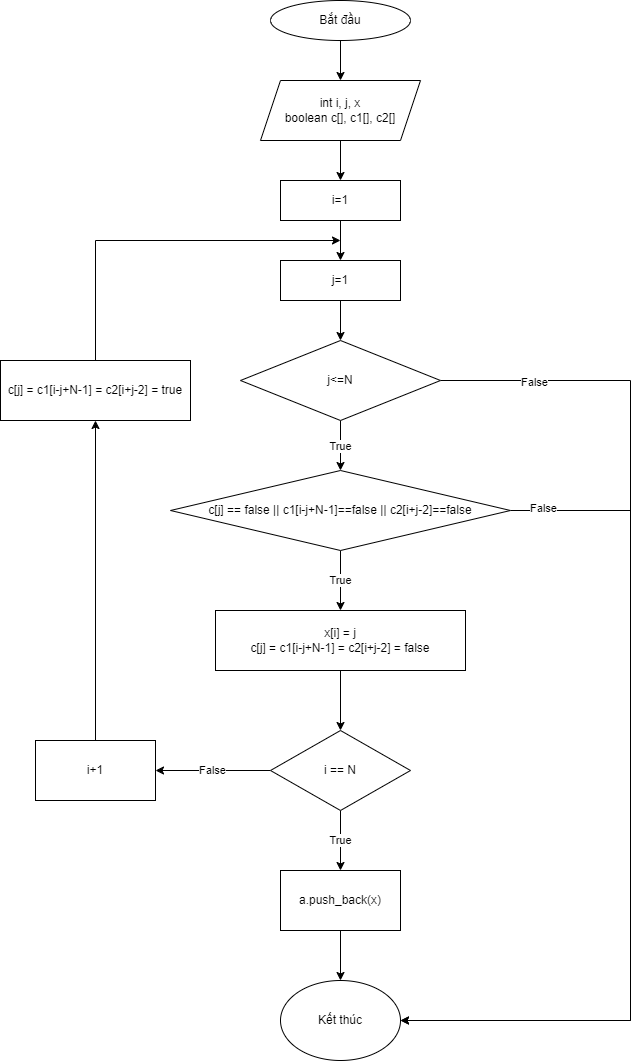 Bắt đầu
int i, j, x
boolean c[], c1[], c2[]
i=1
j=1
c[j] = c1[i-j+N-1] = c2[i+j-2] = true
j<=N
False
True
c[j] == false || c1[i-j+N-1]==false || c2[i+j-2]==false
False
True
x[i] = j
c[j] = c1[i-j+N-1] = c2[i+j-2] = false
i+1
False
i == N
True
a.push_back(x)
Kết thúc